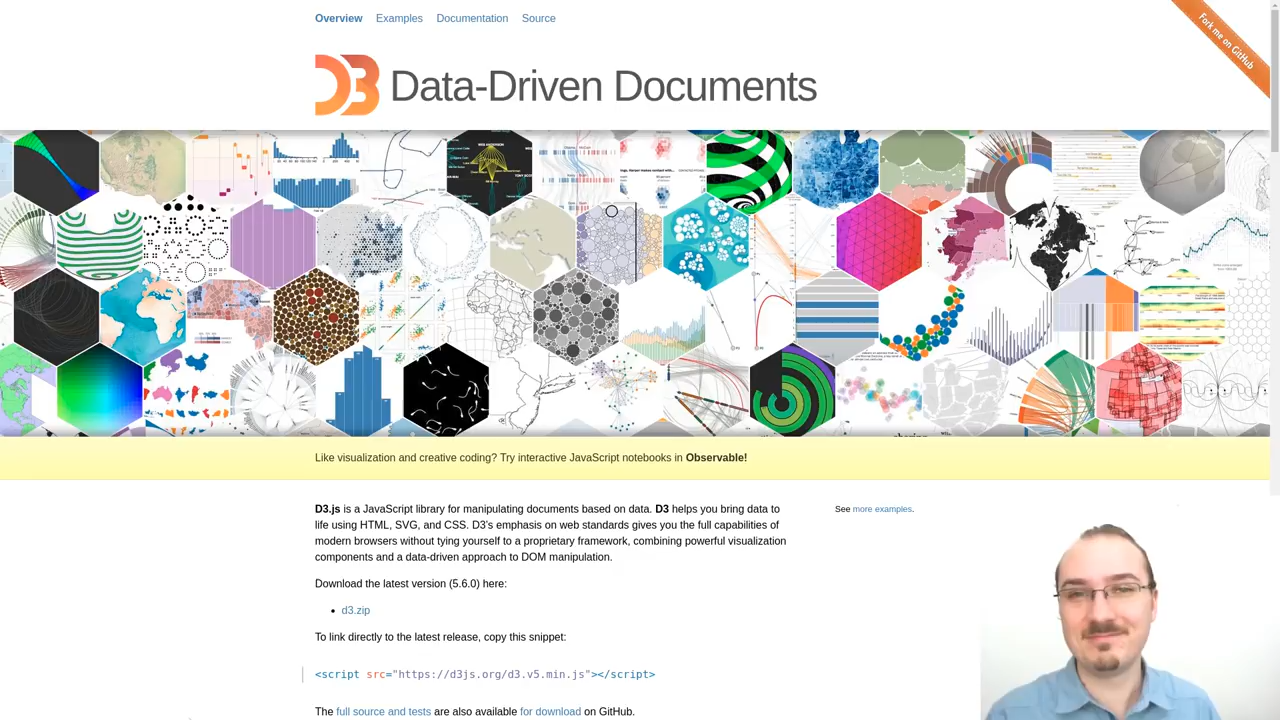 Overview Examples Documentation Source
Fork me on GitHub
D3 Data-Driven Documents
Like visualization and creative coding? Try interactive JavaScript notebooks in Observable!
D3.js is a JavaScript library for manipulating documents based on data. D3 helps you bring data to
life using HTML, SVG, and CSS. D3’s emphasis on web standards gives you the full capabilities of
modern browsers without tying yourself to a proprietary framework, combining powerful visualization
components and a data-driven approach to DOM manipulation.
See more examples.
Download the latest version (5.6.0) here:
• d3.zip
To link directly to the latest release, copy this snippet:
<script src="https://d3js.org/d3.v5.min.js"></script>
The full source and tests are also available for download on GitHub.